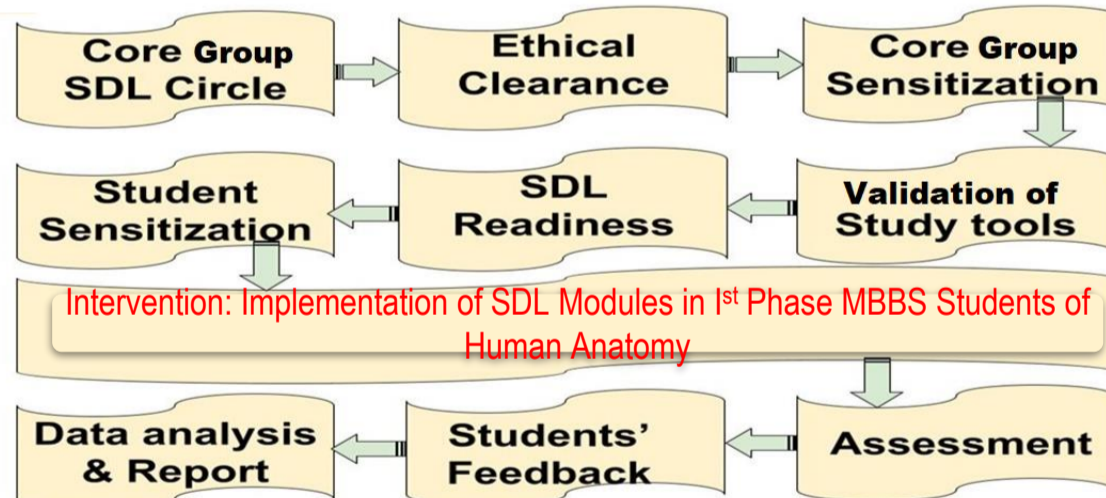 Core Group
SDL Circle
Ethical
Clearance
Core Group
Sensitization
Student
Sensitization
SDL
Readiness
Validation of
Study tools
Intervention: Implementation of SDL Modules in Ist Phase MBBS Students of
Human Anatomy
Data analysis
& Report
Students’
Feedback
Assessment